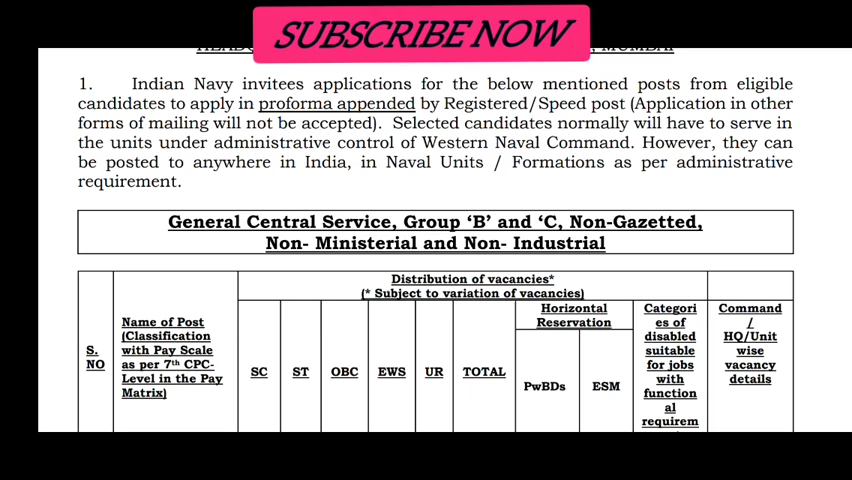 SUBSCRIBE NOW
MUMBAI
1. Indian Navy invitees applications for the below mentioned posts from eligible
candidates to apply in proforma appended by Registered/Speed post (Application in other
forms of mailing will not be accepted). Selected candidates normally will have to serve in
the units under administrative control of Western Naval Command. However, they can
be posted to anywhere in India, in Naval Units / Formations as per administrative
requirement.
General Central Service, Group ‘B’ and ‘C, Non-Gazetted,
Non- Ministerial and Non- Industrial
S.
NO
Name of Post
(Classification
with Pay Scale
as per 7th CPC-
Level in the Pay
Matrix)
Distribution of vacancies*
(* Subject to variation of vacancies)
SC
ST
OBC
EWS
UR
TOTAL
Horizontal
Reservation
PwBDs
ESM
Categori
es of
disabled
suitable
for jobs
with
function
al
requirem
Command
/
HQ/Unit
wise
vacancy
details